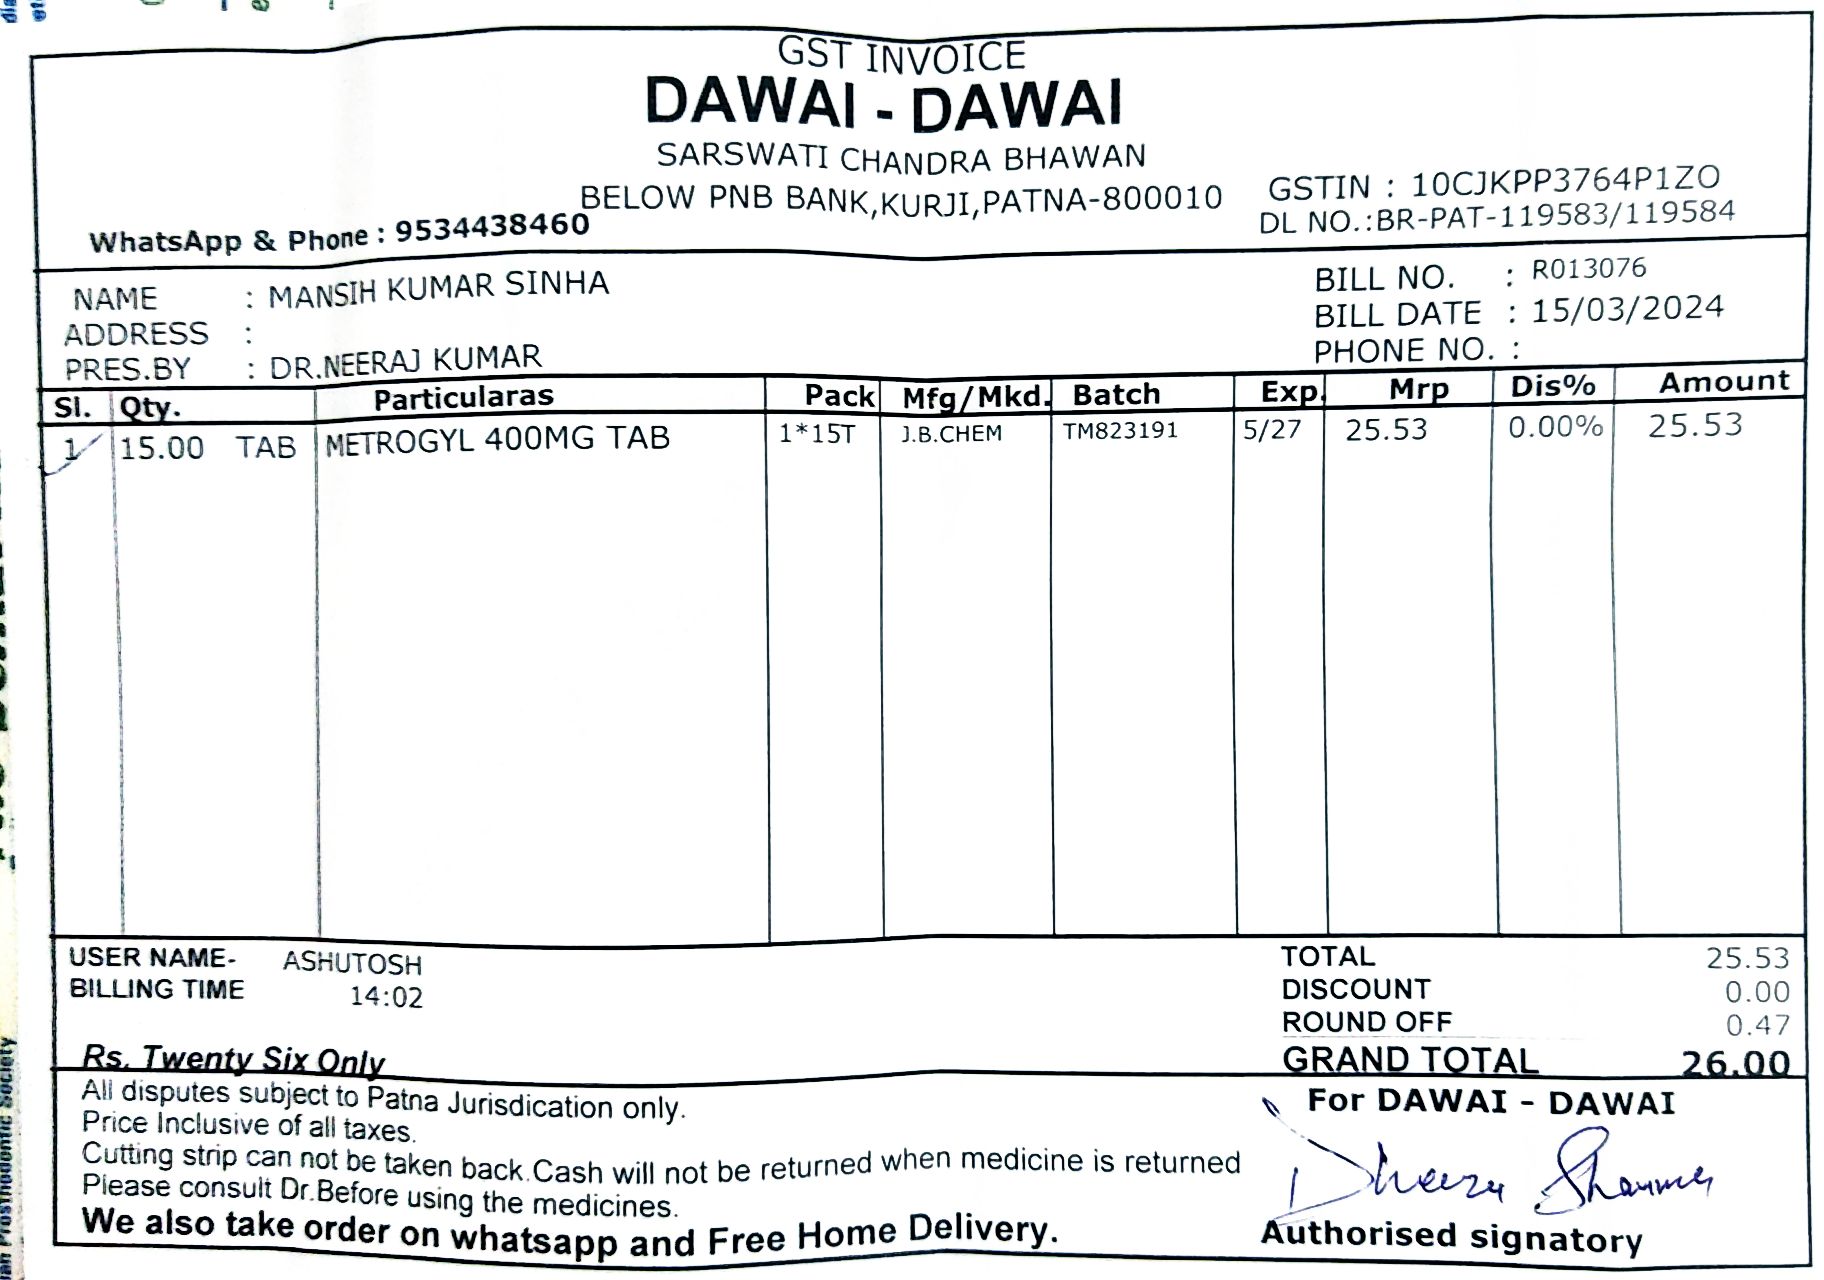 GST INVOICE
DAWAI - DAWAI
SARSWATI CHANDRA BHAWAN
BELOW PNB BANK,KURJI,PATNA-800010
GSTIN : 10CJKPP3764P1ZO
DL NO.:BR-PAT-119583/119584
WhatsApp & Phone : 9534438460
NAME : MANSIH KUMAR SINHA
ADDRESS :
PRES.BY : DR.NEERAJ KUMAR
BILL NO. : R013076
BILL DATE : 15/03/2024
PHONE NO. :
Sl. Qty. Particularas Pack Mfg/Mkd. Batch Exp. Mrp Dis% Amount
1 15.00 TAB METROGYL 400MG TAB 1*15T J.B.CHEM TM823191 5/27 25.53 0.00% 25.53
USER NAME- ASHUTOSH
BILLING TIME 14:02
TOTAL 25.53
DISCOUNT 0.00
ROUND OFF 0.47
Rs. Twenty Six Only
GRAND TOTAL 26.00
All disputes subject to Patna Jurisdication only.
Price Inclusive of all taxes.
Cutting strip can not be taken back.Cash will not be returned when medicine is returned
Please consult Dr.Before using the medicines.
We also take order on whatsapp and Free Home Delivery.
For DAWAI - DAWAI
Authorised signatory
Prosthodontic Society